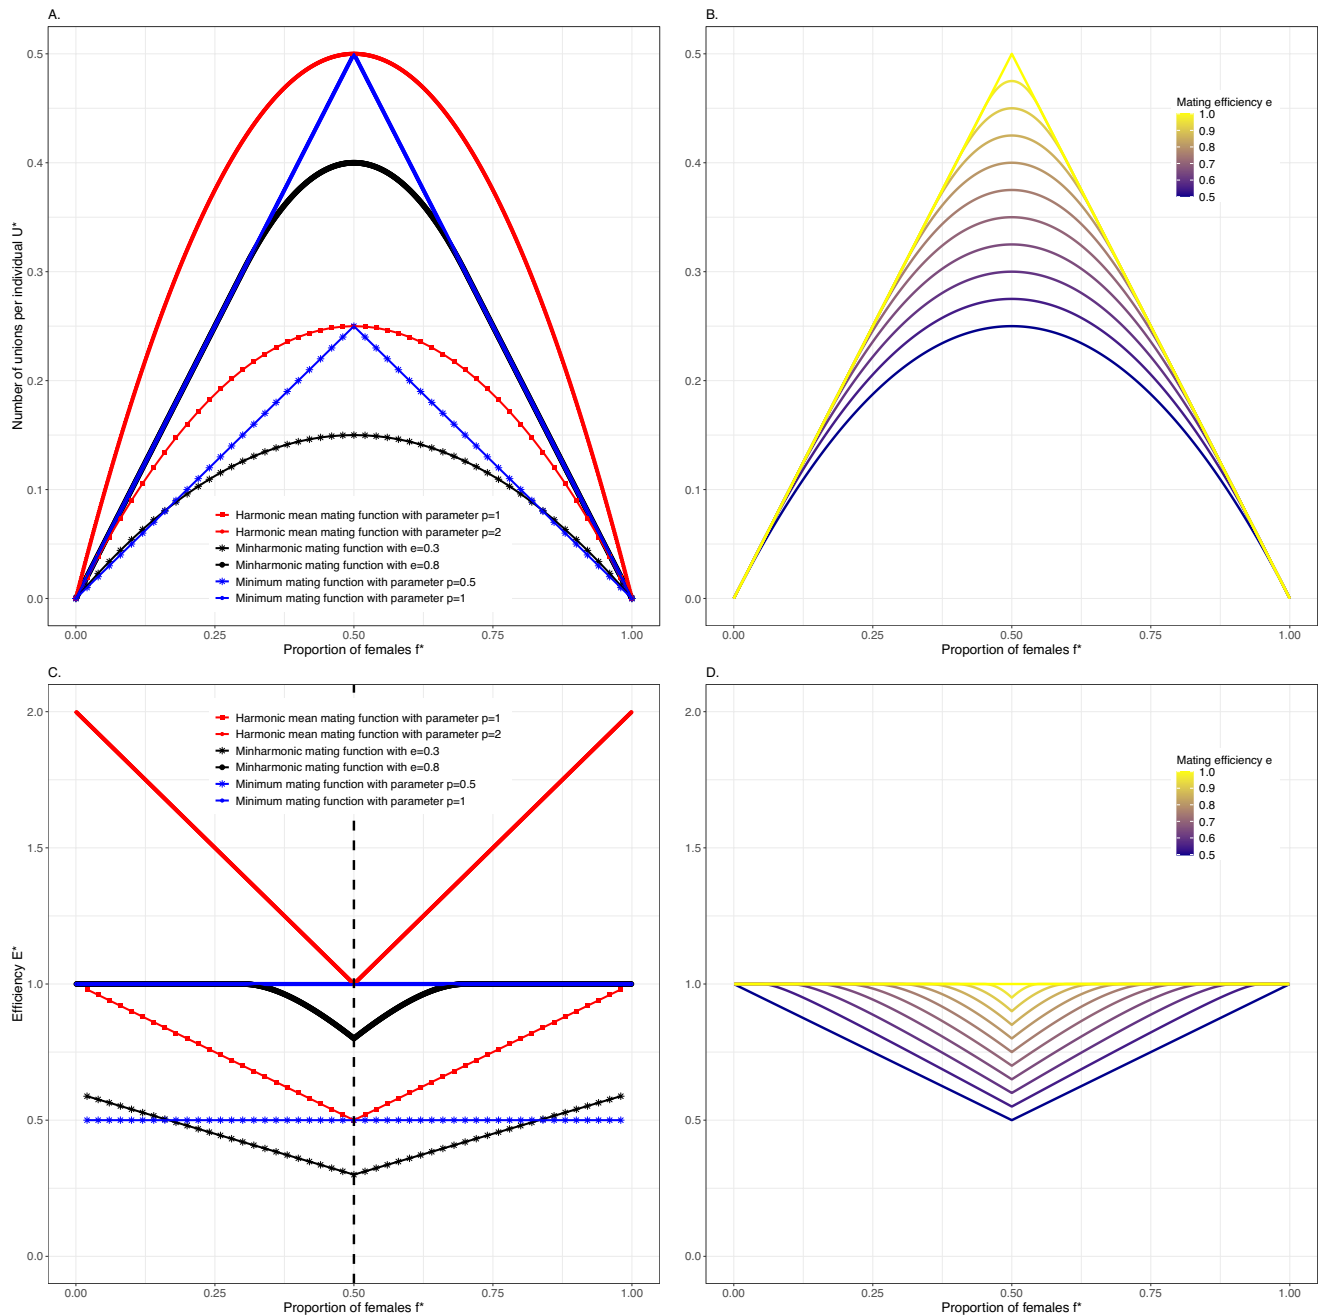 A.
0.5
0.4
0.3
0.2
0.1
0.0
Number of unions per individual U*
Harmonic mean mating function with parameter p=1
Harmonic mean mating function with parameter p=2
Minharmonic mating function with e=0.3
Minharmonic mating function with e=0.8
Minimum mating function with parameter p=0.5
Minimum mating function with parameter p=1
0.00 0.25 0.50 0.75 1.00
Proportion of females f*
B.
0.5
0.4
0.3
0.2
0.1
0.0
Mating efficiency e
1.0
0.9
0.8
0.7
0.6
0.5
0.00 0.25 0.50 0.75 1.00
Proportion of females f*
C.
2.0
1.5
1.0
0.5
0.0
Efficiency E*
Harmonic mean mating function with parameter p=1
Harmonic mean mating function with parameter p=2
Minharmonic mating function with e=0.3
Minharmonic mating function with e=0.8
Minimum mating function with parameter p=0.5
Minimum mating function with parameter p=1
0.00 0.25 0.50 0.75 1.00
Proportion of females f*
D.
2.0
1.5
1.0
0.5
0.0
Mating efficiency e
1.0
0.9
0.8
0.7
0.6
0.5
0.00 0.25 0.50 0.75 1.00
Proportion of females f*